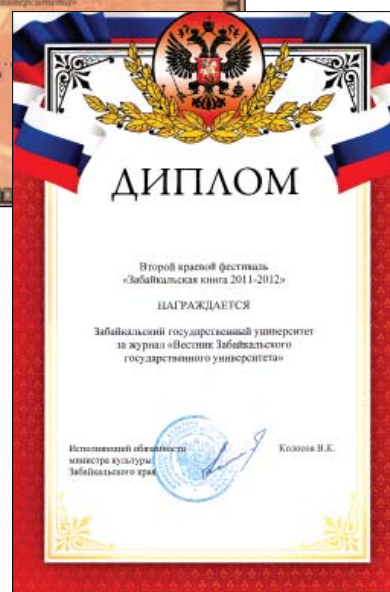 университета»
ДИПЛОМ
Второй краевой фестиваль
«Забайкальская книга 2011-2012»
НАГРАЖДАЕТСЯ
Забайкальский государственный университет
за журнал «Вестник Забайкальского
государственного университета»
Исполняющий обязанности
министра культуры
Забайкальского края
Колосов В.К.